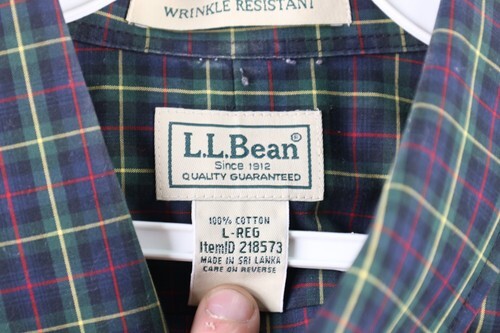 WRINKLE RESISTANT
L.L.Bean®
Since 1912
QUALITY GUARANTEED
100% COTTON
L-REG
ItemID 218573
MADE IN SRI LANKA
CARE ON REVERSE